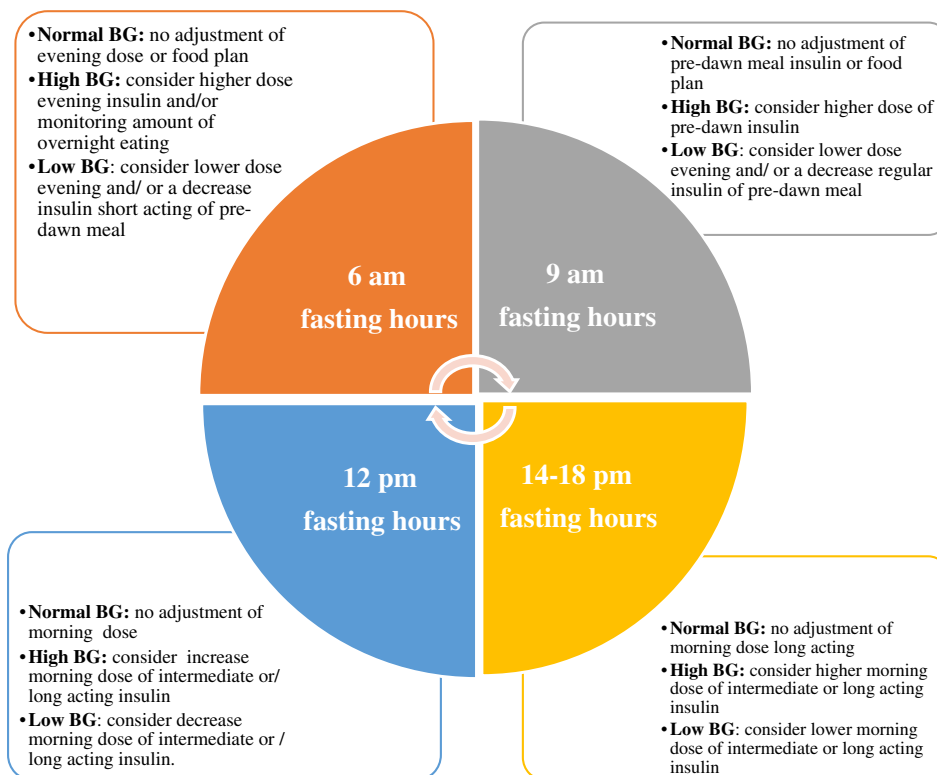 •Normal BG: no adjustment of
evening dose or food plan
•High BG: consider higher dose
evening insulin and/or
monitoring amount of
overnight eating
•Low BG: consider lower dose
evening and/ or a decrease
insulin short acting of pre-
dawn meal
•Normal BG: no adjustment of
pre-dawn meal insulin or food
plan
•High BG: consider higher dose of
pre-dawn insulin
•Low BG: consider lower dose
evening and/ or a decrease regular
insulin of pre-dawn meal
6 am
fasting hours
9 am
fasting hours
12 pm
fasting hours
14-18 pm
fasting hours
•Normal BG: no adjustment of
morning dose
•High BG: consider increase
morning dose of intermediate or/
long acting insulin
•Low BG: consider decrease
morning dose of intermediate or /
long acting insulin.
•Normal BG: no adjustment of
morning dose long acting
•High BG: consider higher morning
dose of intermediate or long acting
insulin
•Low BG: consider lower morning
dose of intermediate or long acting
insulin